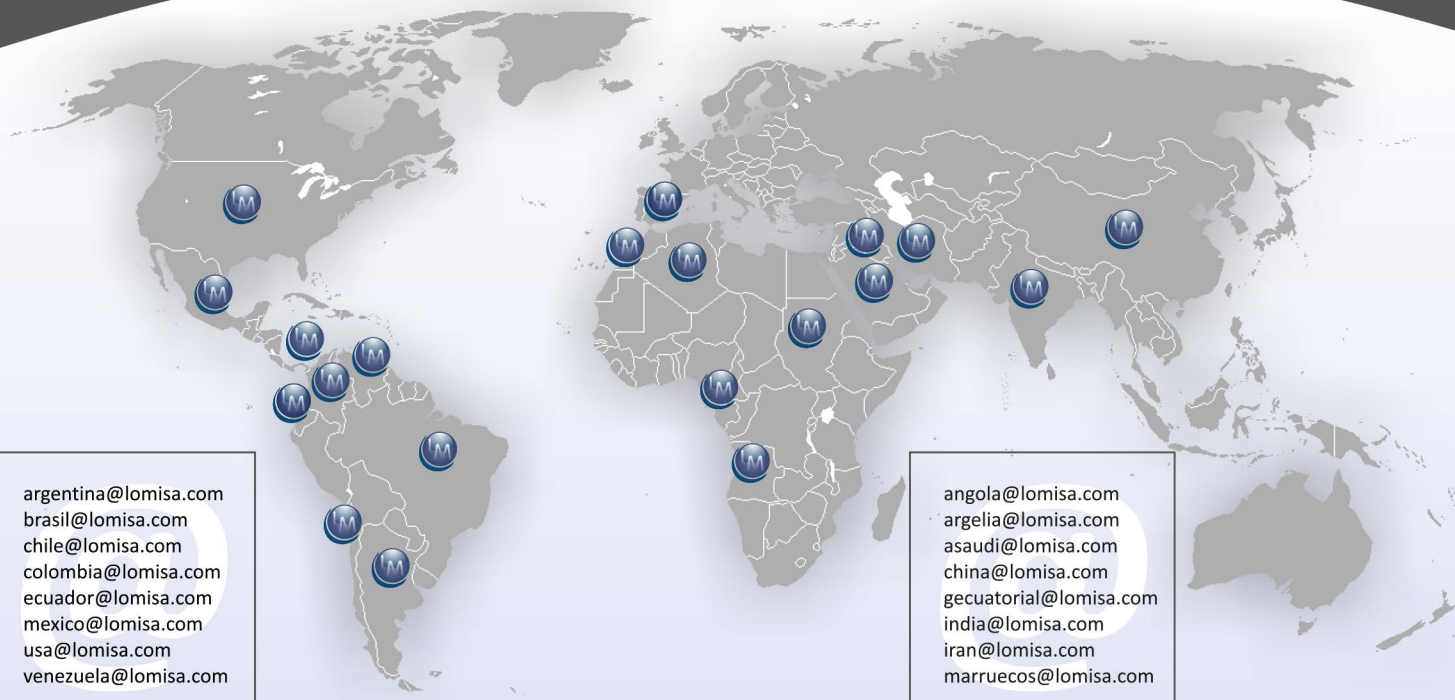 argentina@lomisa.com
brasil@lomisa.com
chile@lomisa.com
colombia@lomisa.com
ecuador@lomisa.com
mexico@lomisa.com
usa@lomisa.com
venezuela@lomisa.com
angola@lomisa.com
argelia@lomisa.com
asaudi@lomisa.com
china@lomisa.com
gecuatorial@lomisa.com
india@lomisa.com
iran@lomisa.com
marruecos@lomisa.com